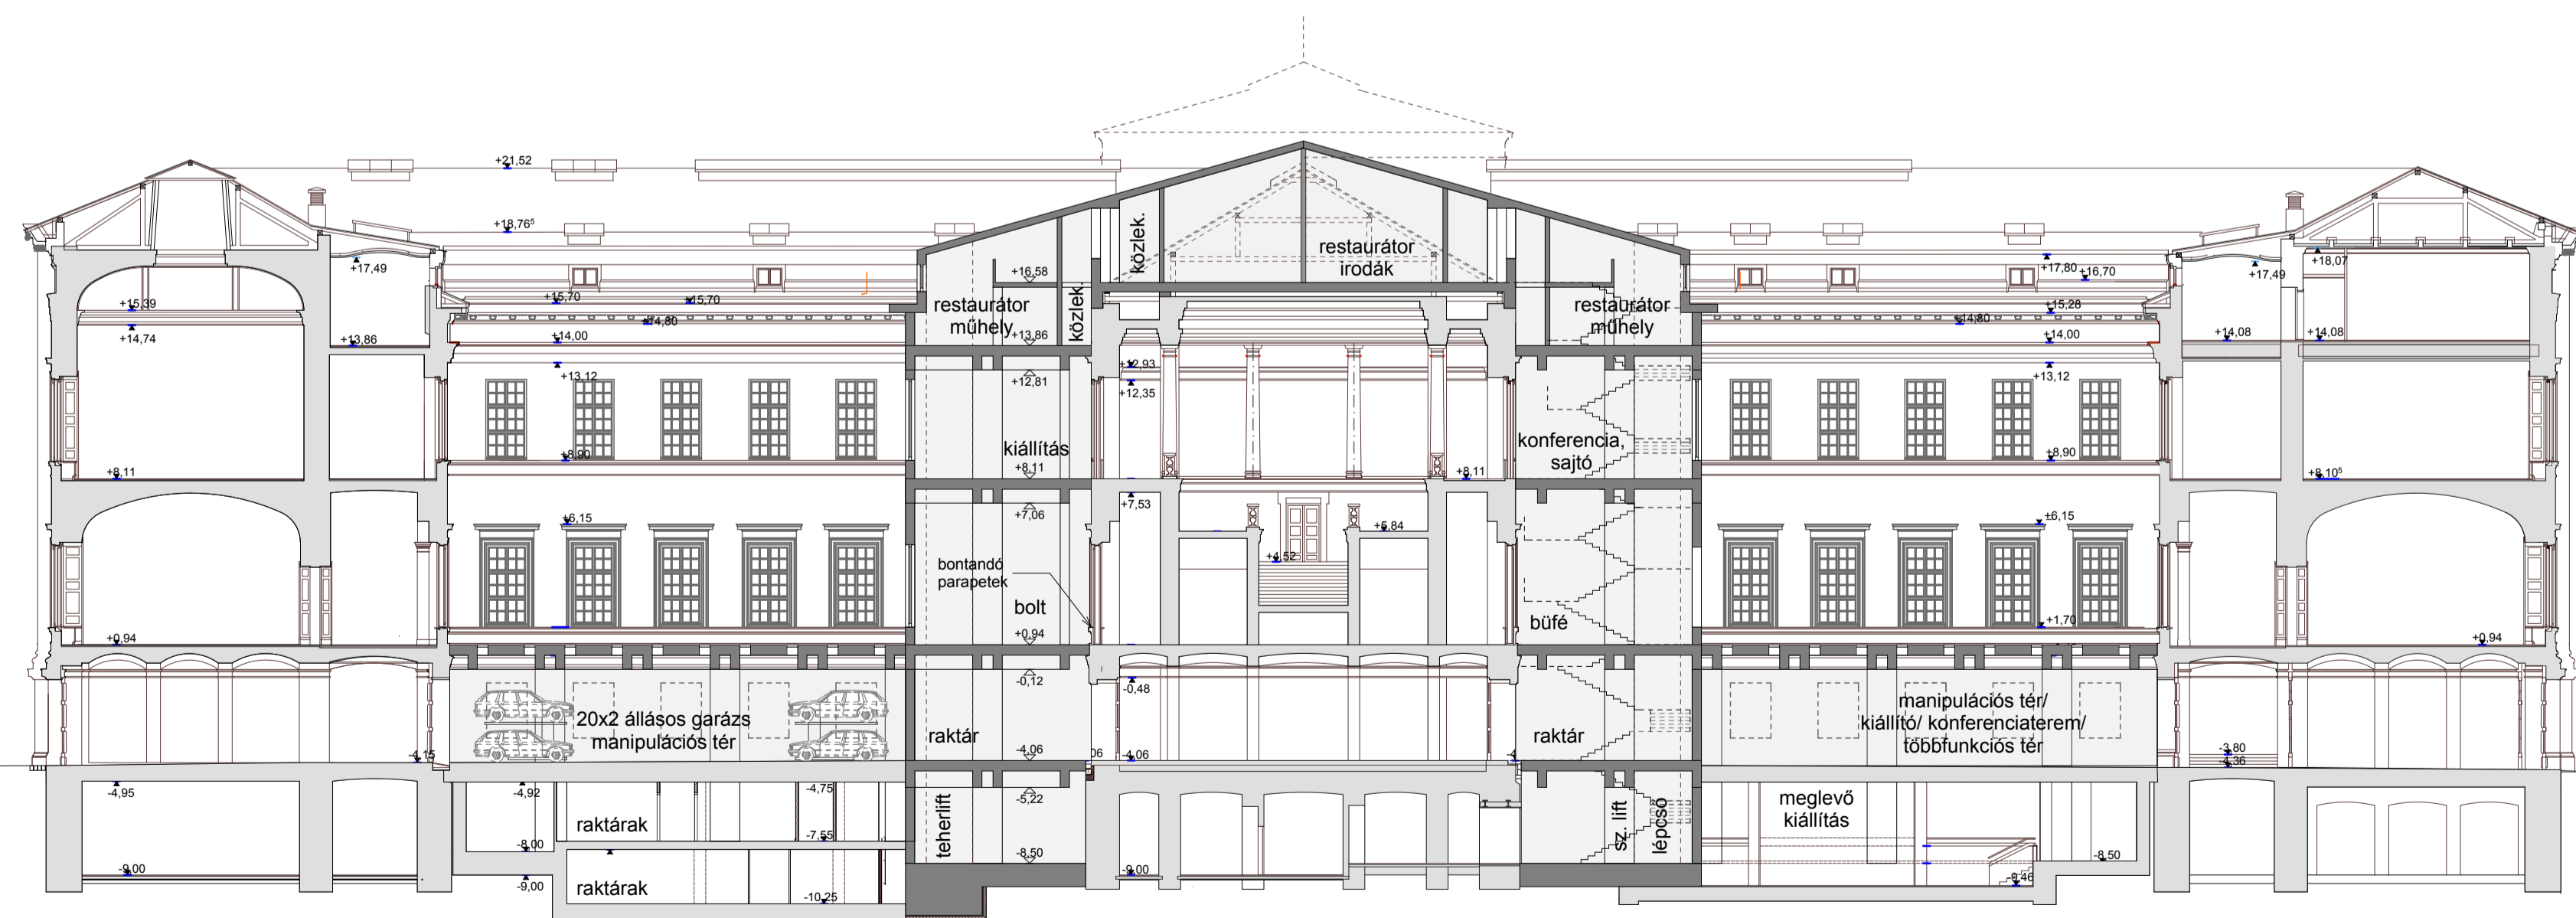 +21,52
+18,76⁵
+17,49
+15,39
+14,74
+13,86
+15,70
+15,70
+14,80
+14,00
+13,12
+8,90
+8,11
+6,15
+0,94
-4,15
-4,95
-9,00
20x2 állásos garázs
manipulációs tér
-4,92
-4,75
raktárak
-7,55
-8,00
-9,00
raktárak
-10,25
közlek.
restaurátor
irodák
+16,58
restaurátor
műhely
közlek.
+13,86
+12,81
kiállítás
+8,11
+7,06
bontandó
parapetek
bolt
+0,94
-0,12
raktár
-4,06
-5,22
teherlift
-8,50
+12,93
+12,35
+8,11
+7,53
+5,84
+4,52
-0,48
-4,06
-9,00
restaurátor
műhely
konferencia,
sajtó
büfé
raktár
sz. lift
lépcso
+17,80
+16,70
+15,28
+14,80
+14,00
+13,12
+8,90
+6,15
+1,70
manipulációs tér/
kiállító/ konferenciaterem/
többfunkciós tér
meglevő
kiállítás
-8,50
-9,46
+17,49
+18,07
+14,08
+14,08
+8,10⁵
+0,94
-3,80
-4,36